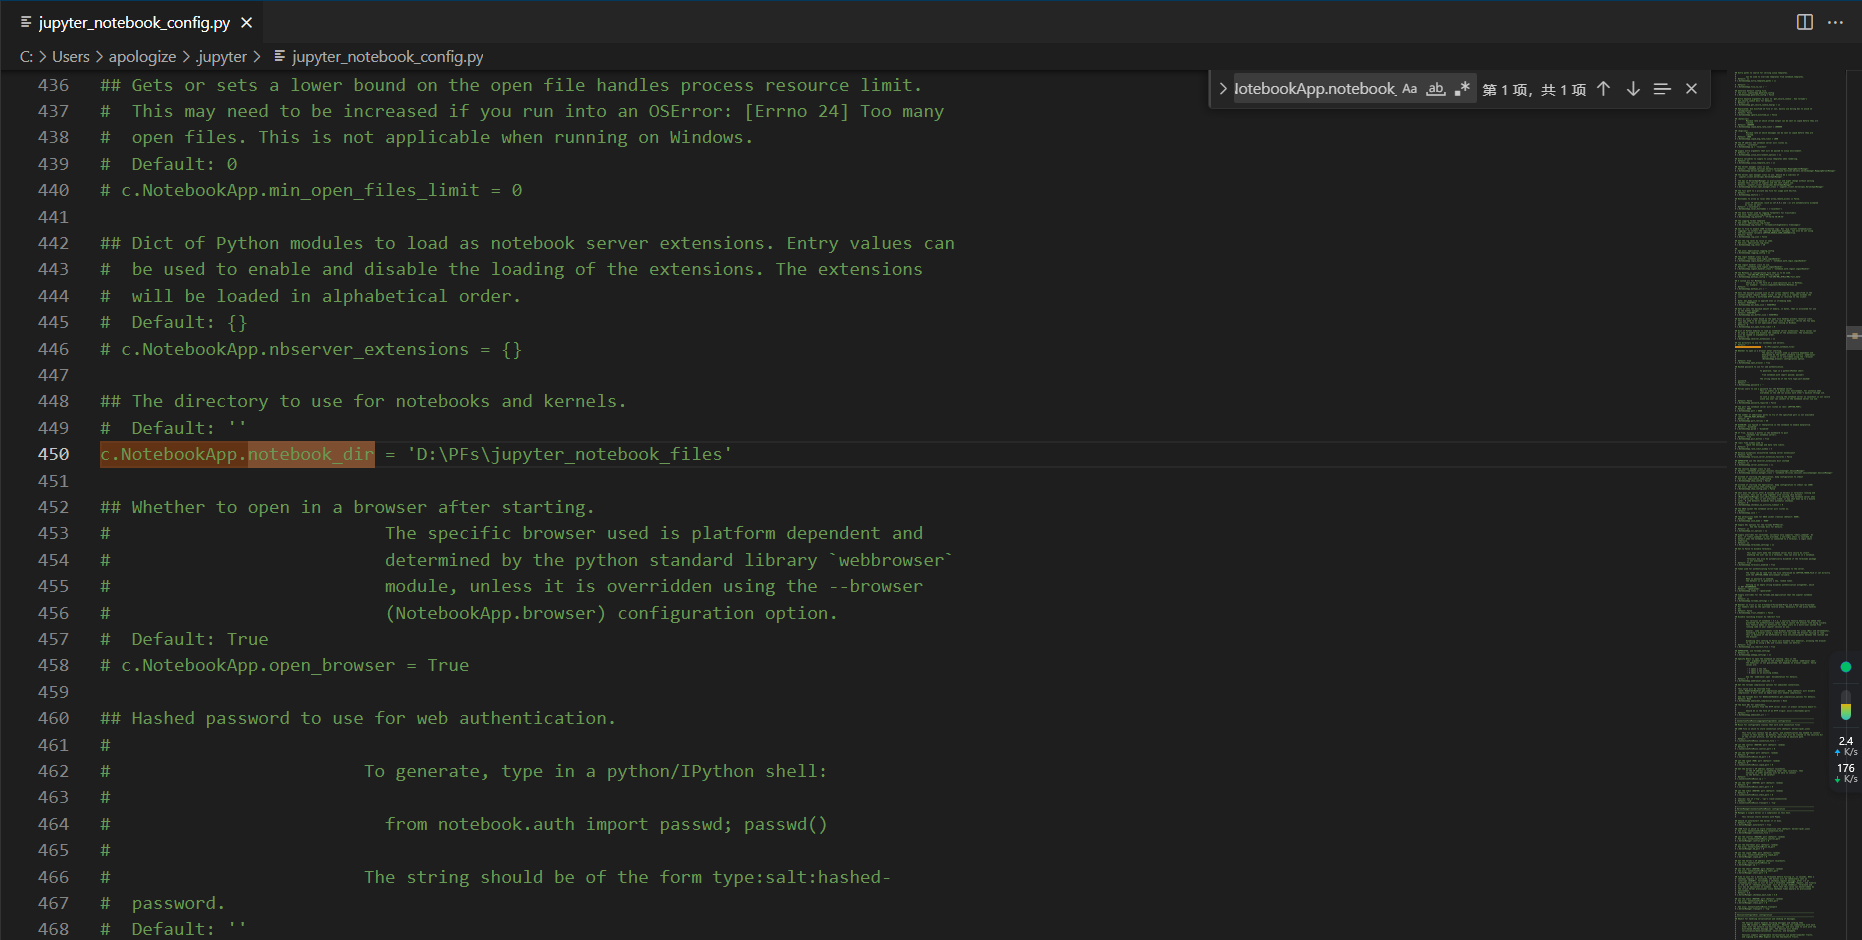 jupyter_notebook_config.py
C: > Users > apologize > .jupyter > jupyter_notebook_config.py
lotebookApp.notebook_ Aa ab .* 第 1 项，共 1 项
436 ## Gets or sets a lower bound on the open file handles process resource limit.
437 #  This may need to be increased if you run into an OSError: [Errno 24] Too many
438 #  open files. This is not applicable when running on Windows.
439 #  Default: 0
440 # c.NotebookApp.min_open_files_limit = 0
441
442 ## Dict of Python modules to load as notebook server extensions. Entry values can
443 #  be used to enable and disable the loading of the extensions. The extensions
444 #  will be loaded in alphabetical order.
445 #  Default: {}
446 # c.NotebookApp.nbserver_extensions = {}
447
448 ## The directory to use for notebooks and kernels.
449 #  Default: ''
450 c.NotebookApp.notebook_dir = 'D:\PFs\jupyter_notebook_files'
451
452 ## Whether to open in a browser after starting.
453 #                          The specific browser used is platform dependent and
454 #                          determined by the python standard library `webbrowser`
455 #                          module, unless it is overridden using the --browser
456 #                          (NotebookApp.browser) configuration option.
457 #  Default: True
458 # c.NotebookApp.open_browser = True
459
460 ## Hashed password to use for web authentication.
461 #
462 #                        To generate, type in a python/IPython shell:
463 #
464 #                          from notebook.auth import passwd; passwd()
465 #
466 #                        The string should be of the form type:salt:hashed-
467 #  password.
468 #  Default: ''
2.4
K/s
176
K/s